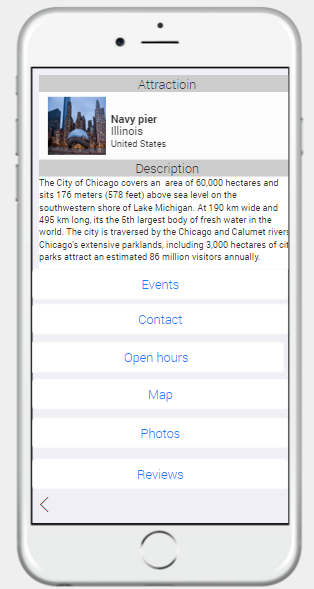 Attractioin
Navy pier
Illinois
United States
Description
The City of Chicago covers an area of 60,000 hectares and
sits 176 meters (578 feet) above sea level on the
southwestern shore of Lake Michigan. At 190 km wide and
495 km long, its the 5th largest body of fresh water in the
world. The city is traversed by the Chicago and Calumet rivers
Chicago's extensive parklands, including 3,000 hectares of cit
parks attract an estimated 86 million visitors annually.
Events
Contact
Open hours
Map
Photos
Reviews